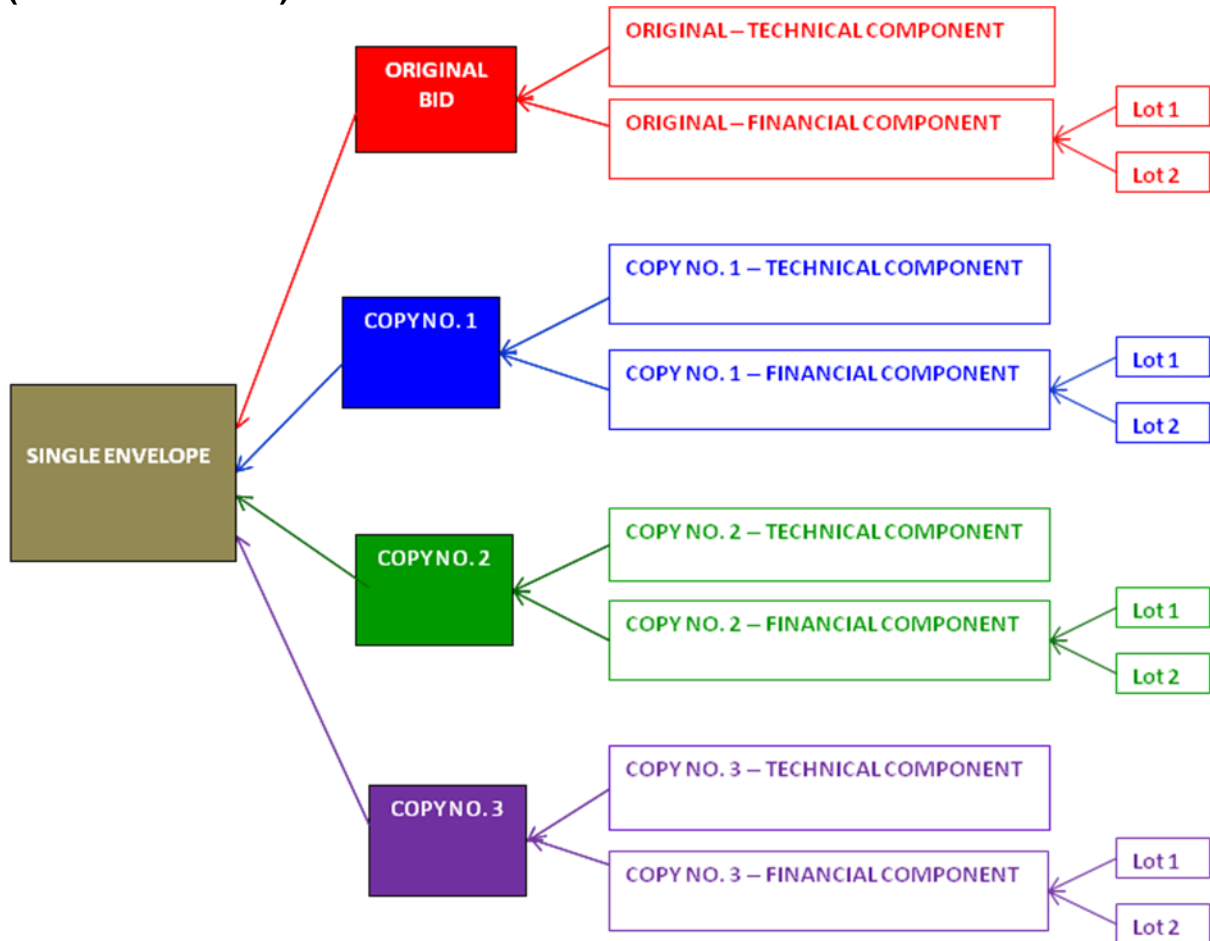 ORIGINAL – TECHNICAL COMPONENT
ORIGINAL
BID
ORIGINAL – FINANCIAL COMPONENT
Lot 1
Lot 2
COPY NO. 1 – TECHNICAL COMPONENT
COPY NO. 1
COPY NO. 1 – FINANCIAL COMPONENT
Lot 1
Lot 2
SINGLE ENVELOPE
COPY NO. 2 – TECHNICAL COMPONENT
COPY NO. 2
COPY NO. 2 – FINANCIAL COMPONENT
Lot 1
Lot 2
COPY NO. 3 – TECHNICAL COMPONENT
COPY NO. 3
COPY NO. 3 – FINANCIAL COMPONENT
Lot 1
Lot 2